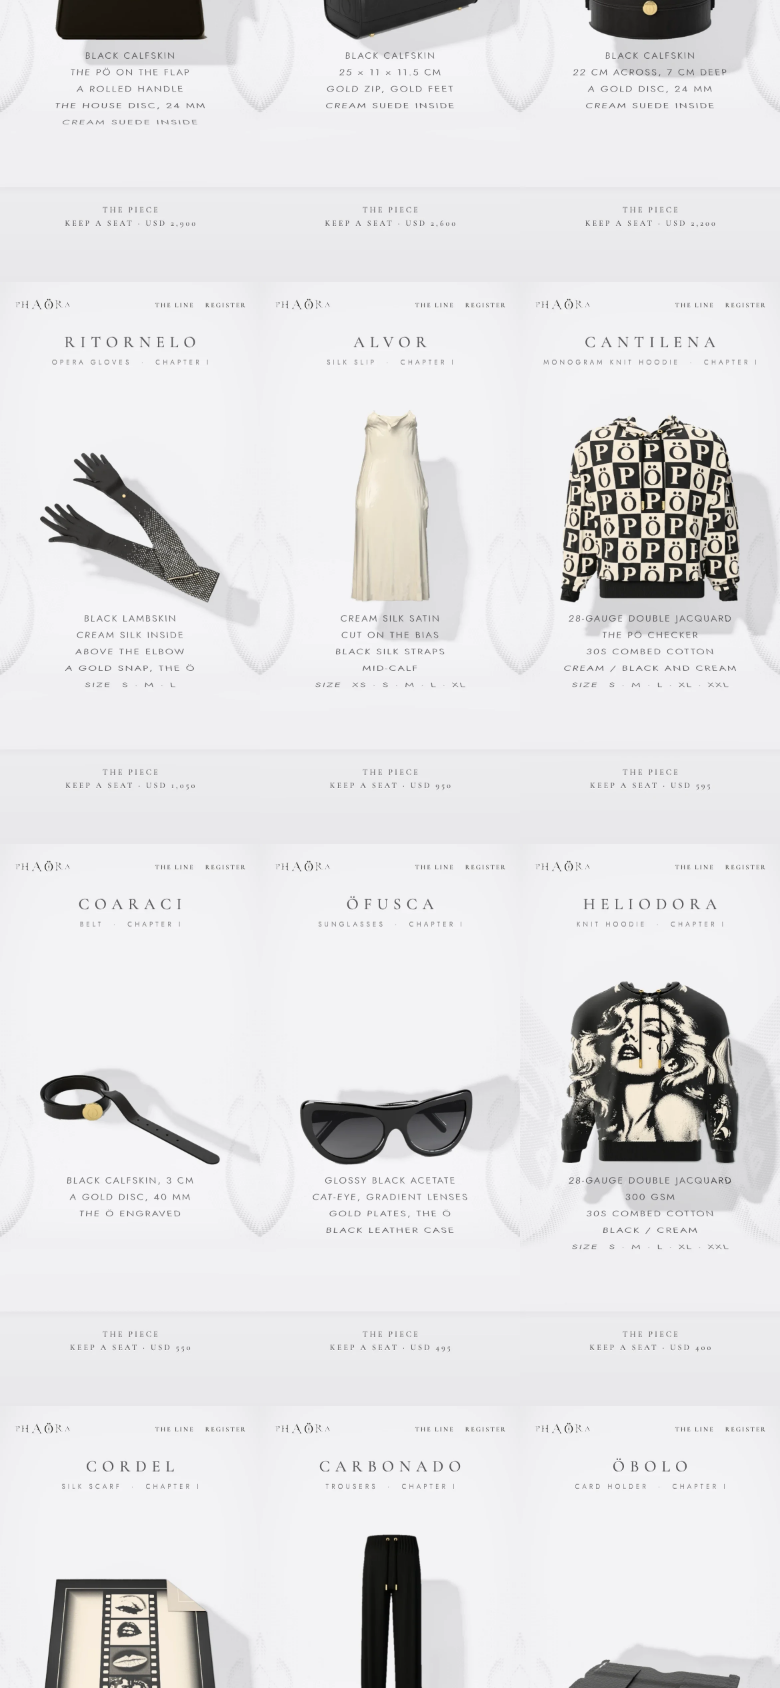 BLACK CALFSKIN
THE PÖ ON THE FLAP
A ROLLED HANDLE
THE HOUSE DISC, 24 MM
CREAM SUEDE INSIDE
BLACK CALFSKIN
25 × 11 × 11.5 CM
GOLD ZIP, GOLD FEET
CREAM SUEDE INSIDE
BLACK CALFSKIN
22 CM ACROSS, 7 CM DEEP
A GOLD DISC, 24 MM
CREAM SUEDE INSIDE
THE PIECE
KEEP A SEAT · USD 2,900
THE PIECE
KEEP A SEAT · USD 2,600
THE PIECE
KEEP A SEAT · USD 2,200
PHAÖRA THE LINE REGISTER
RITORNELO
OPERA GLOVES · CHAPTER I
BLACK LAMBSKIN
CREAM SILK INSIDE
ABOVE THE ELBOW
A GOLD SNAP, THE Ö
SIZE S · M · L
PHAÖRA THE LINE REGISTER
ALVOR
SILK SLIP · CHAPTER I
CREAM SILK SATIN
CUT ON THE BIAS
BLACK SILK STRAPS
MID-CALF
SIZE XS · S · M · L · XL
PHAÖRA THE LINE REGISTER
CANTILENA
MONOGRAM KNIT HOODIE · CHAPTER I
28-GAUGE DOUBLE JACQUARD
THE PÖ CHECKER
30S COMBED COTTON
CREAM / BLACK AND CREAM
SIZE S · M · L · XL · XXL
THE PIECE
KEEP A SEAT · USD 1,050
THE PIECE
KEEP A SEAT · USD 950
THE PIECE
KEEP A SEAT · USD 595
PHAÖRA THE LINE REGISTER
COARACI
BELT · CHAPTER I
BLACK CALFSKIN, 3 CM
A GOLD DISC, 40 MM
THE Ö ENGRAVED
PHAÖRA THE LINE REGISTER
ÖFUSCA
SUNGLASSES · CHAPTER I
GLOSSY BLACK ACETATE
CAT-EYE, GRADIENT LENSES
GOLD PLATES, THE Ö
BLACK LEATHER CASE
PHAÖRA THE LINE REGISTER
HELIODORA
KNIT HOODIE · CHAPTER I
28-GAUGE DOUBLE JACQUARD
300 GSM
30S COMBED COTTON
BLACK / CREAM
SIZE S · M · L · XL · XXL
THE PIECE
KEEP A SEAT · USD 550
THE PIECE
KEEP A SEAT · USD 495
THE PIECE
KEEP A SEAT · USD 400
PHAÖRA THE LINE REGISTER
CORDEL
SILK SCARF · CHAPTER I
PHAÖRA THE LINE REGISTER
CARBONADO
TROUSERS · CHAPTER I
PHAÖRA THE LINE REGISTER
ÖBOLO
CARD HOLDER · CHAPTER I